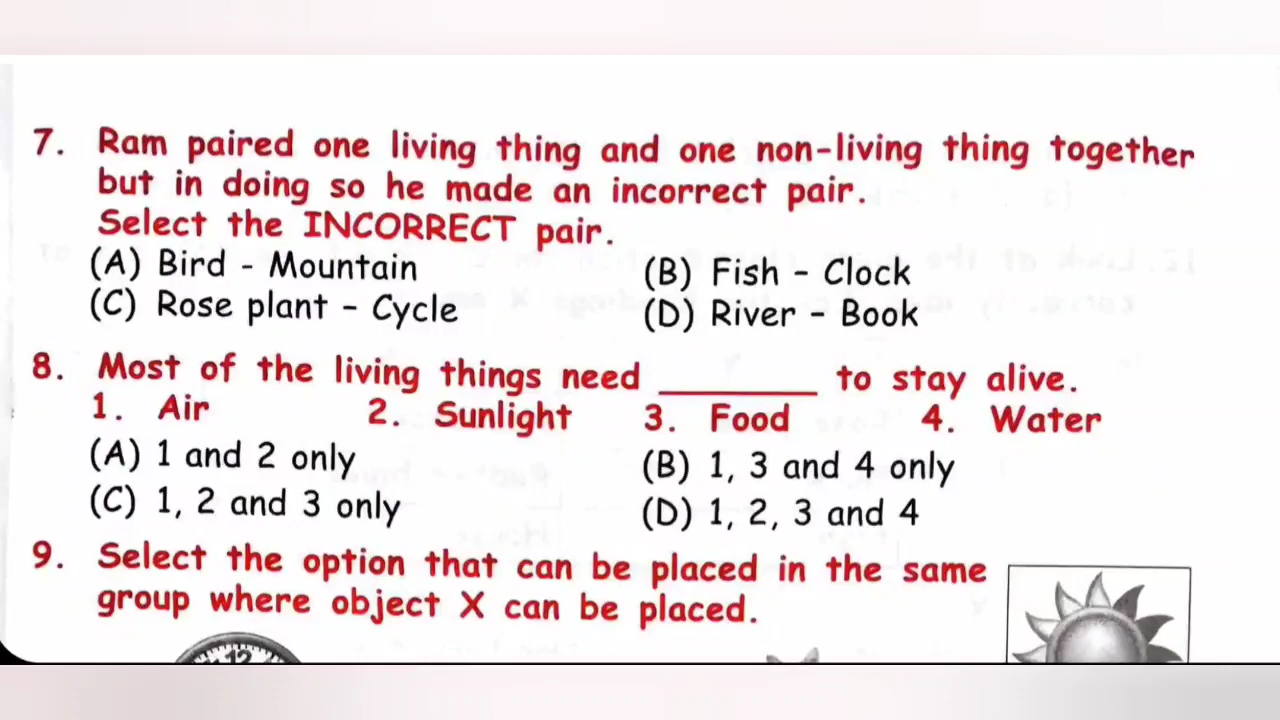 7. Ram paired one living thing and one non-living thing together
but in doing so he made an incorrect pair.
Select the INCORRECT pair.
(A) Bird - Mountain (B) Fish - Clock
(C) Rose plant - Cycle (D) River - Book
8. Most of the living things need ________ to stay alive.
1. Air 2. Sunlight 3. Food 4. Water
(A) 1 and 2 only (B) 1, 3 and 4 only
(C) 1, 2 and 3 only (D) 1, 2, 3 and 4
9. Select the option that can be placed in the same
group where object X can be placed.
12